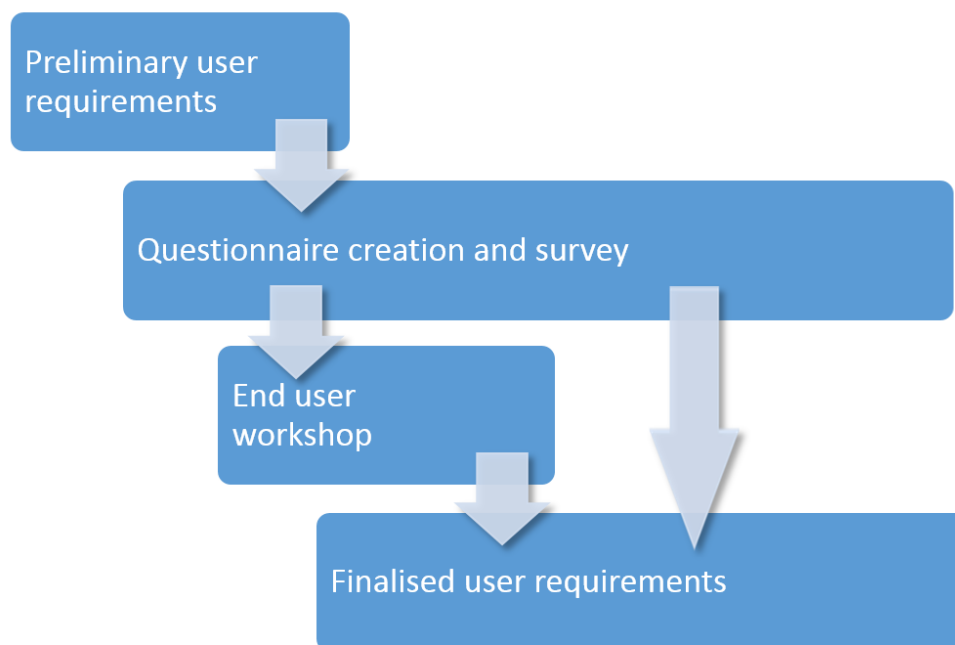 Preliminary user
requirements
Questionnaire creation and survey
End user
workshop
Finalised user requirements